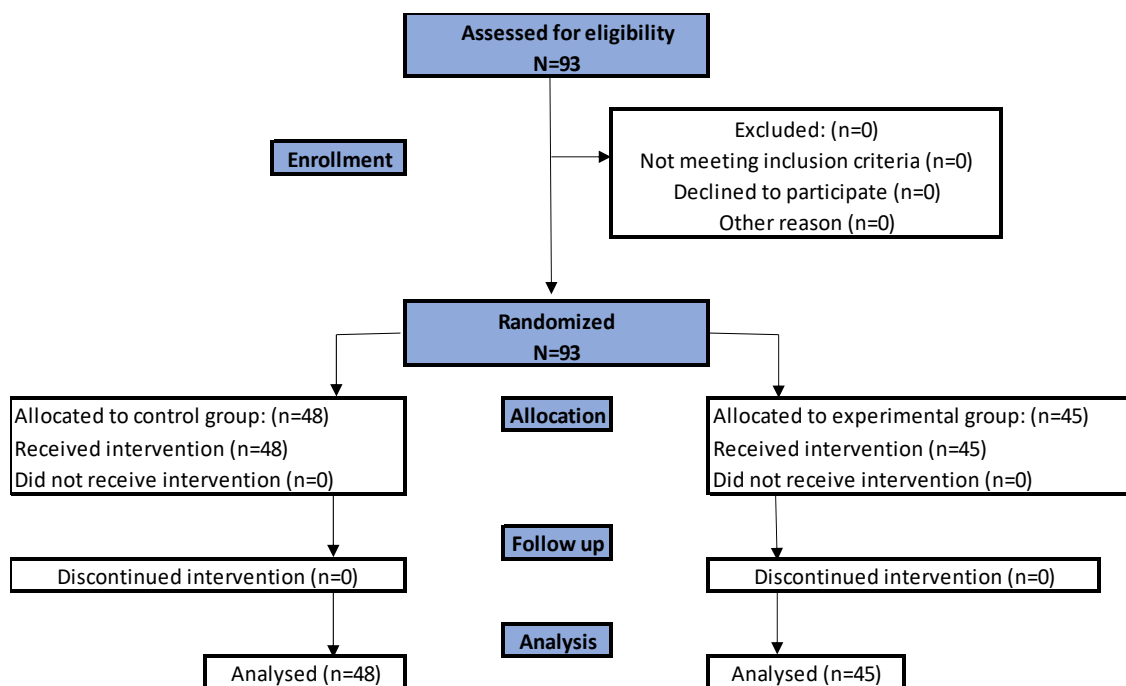 Assessed for eligibility
N=93
Excluded: (n=0)
Not meeting inclusion criteria (n=0)
Declined to participate (n=0)
Other reason (n=0)
Enrollment
Randomized
N=93
Allocated to control group: (n=48)
Received intervention (n=48)
Did not receive intervention (n=0)
Allocation
Allocated to experimental group: (n=45)
Received intervention (n=45)
Did not receive intervention (n=0)
Follow up
Discontinued intervention (n=0)
Discontinued intervention (n=0)
Analysis
Analysed (n=48)
Analysed (n=45)